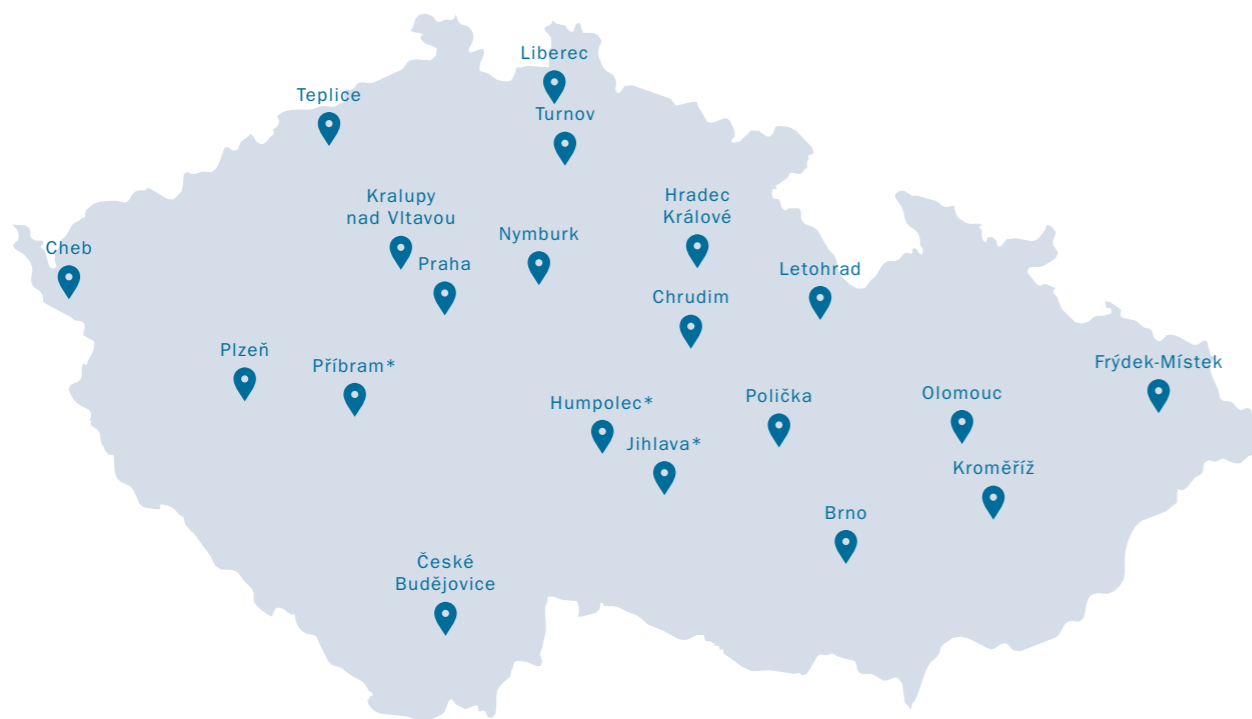 Liberec
Teplice
Turnov
Kralupy
nad Vltavou
Hradec
Králové
Nymburk
Cheb
Praha
Letohrad
Chrudim
Plzeň
Příbram*
Frýdek-Místek
Humpolec*
Polička
Olomouc
Jihlava*
Kroměříž
Brno
České
Budějovice